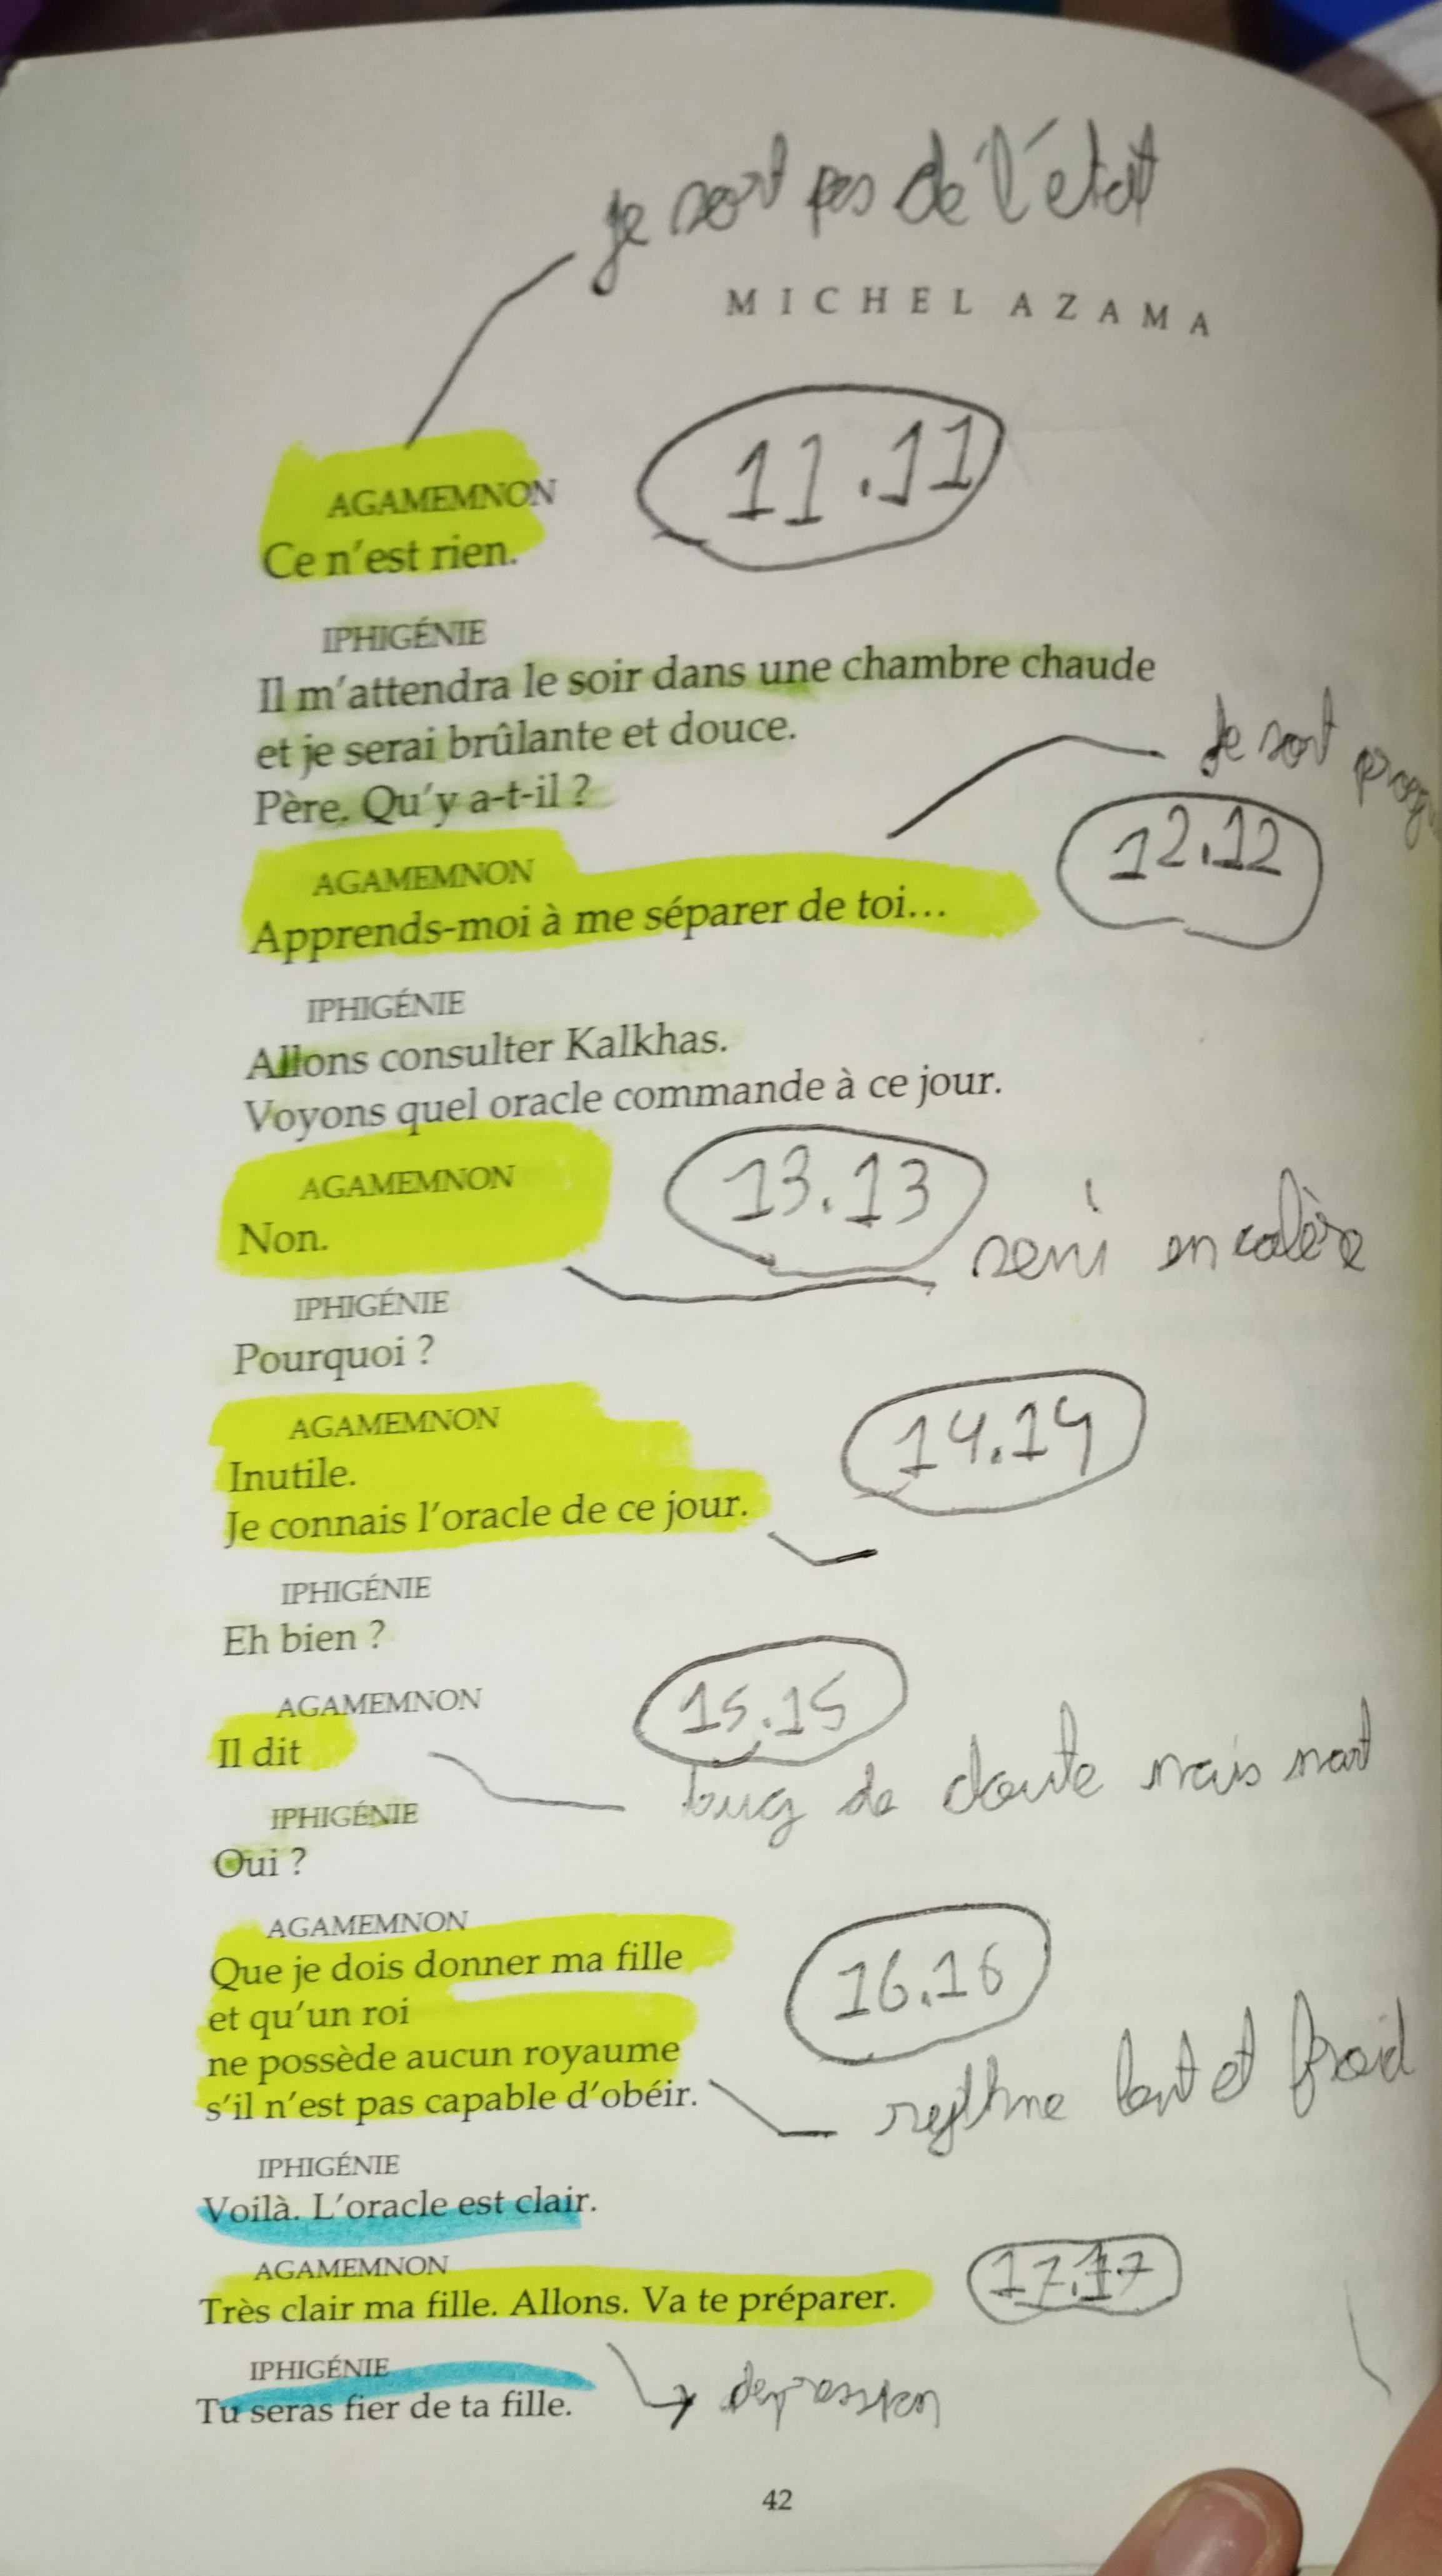 je sort pas de l'état
MICHEL AZAMA
AGAMEMNON
11.11
Ce n'est rien.
IPHIGÉNIE
Il m'attendra le soir dans une chambre chaude
et je serai brûlante et douce.
Je sort
Père. Qu'y a-t-il ?
12.12
AGAMEMNON
Apprends-moi à me séparer de toi…
IPHIGÉNIE
Allons consulter Kalkhas.
Voyons quel oracle commande à ce jour.
AGAMEMNON
13.13
Non.
semi en colère
IPHIGÉNIE
Pourquoi ?
AGAMEMNON
14.14
Inutile.
Je connais l'oracle de ce jour.
IPHIGÉNIE
Eh bien ?
AGAMEMNON
15.15
Il dit
bug de doute mais
IPHIGÉNIE
Oui ?
AGAMEMNON
Que je dois donner ma fille
16.16
et qu'un roi
ne possède aucun royaume
s'il n'est pas capable d'obéir.
rythme lent et froid
IPHIGÉNIE
Voilà. L'oracle est clair.
AGAMEMNON
17.17
Très clair ma fille. Allons. Va te préparer.
IPHIGÉNIE
Tu seras fier de ta fille.
depression
42